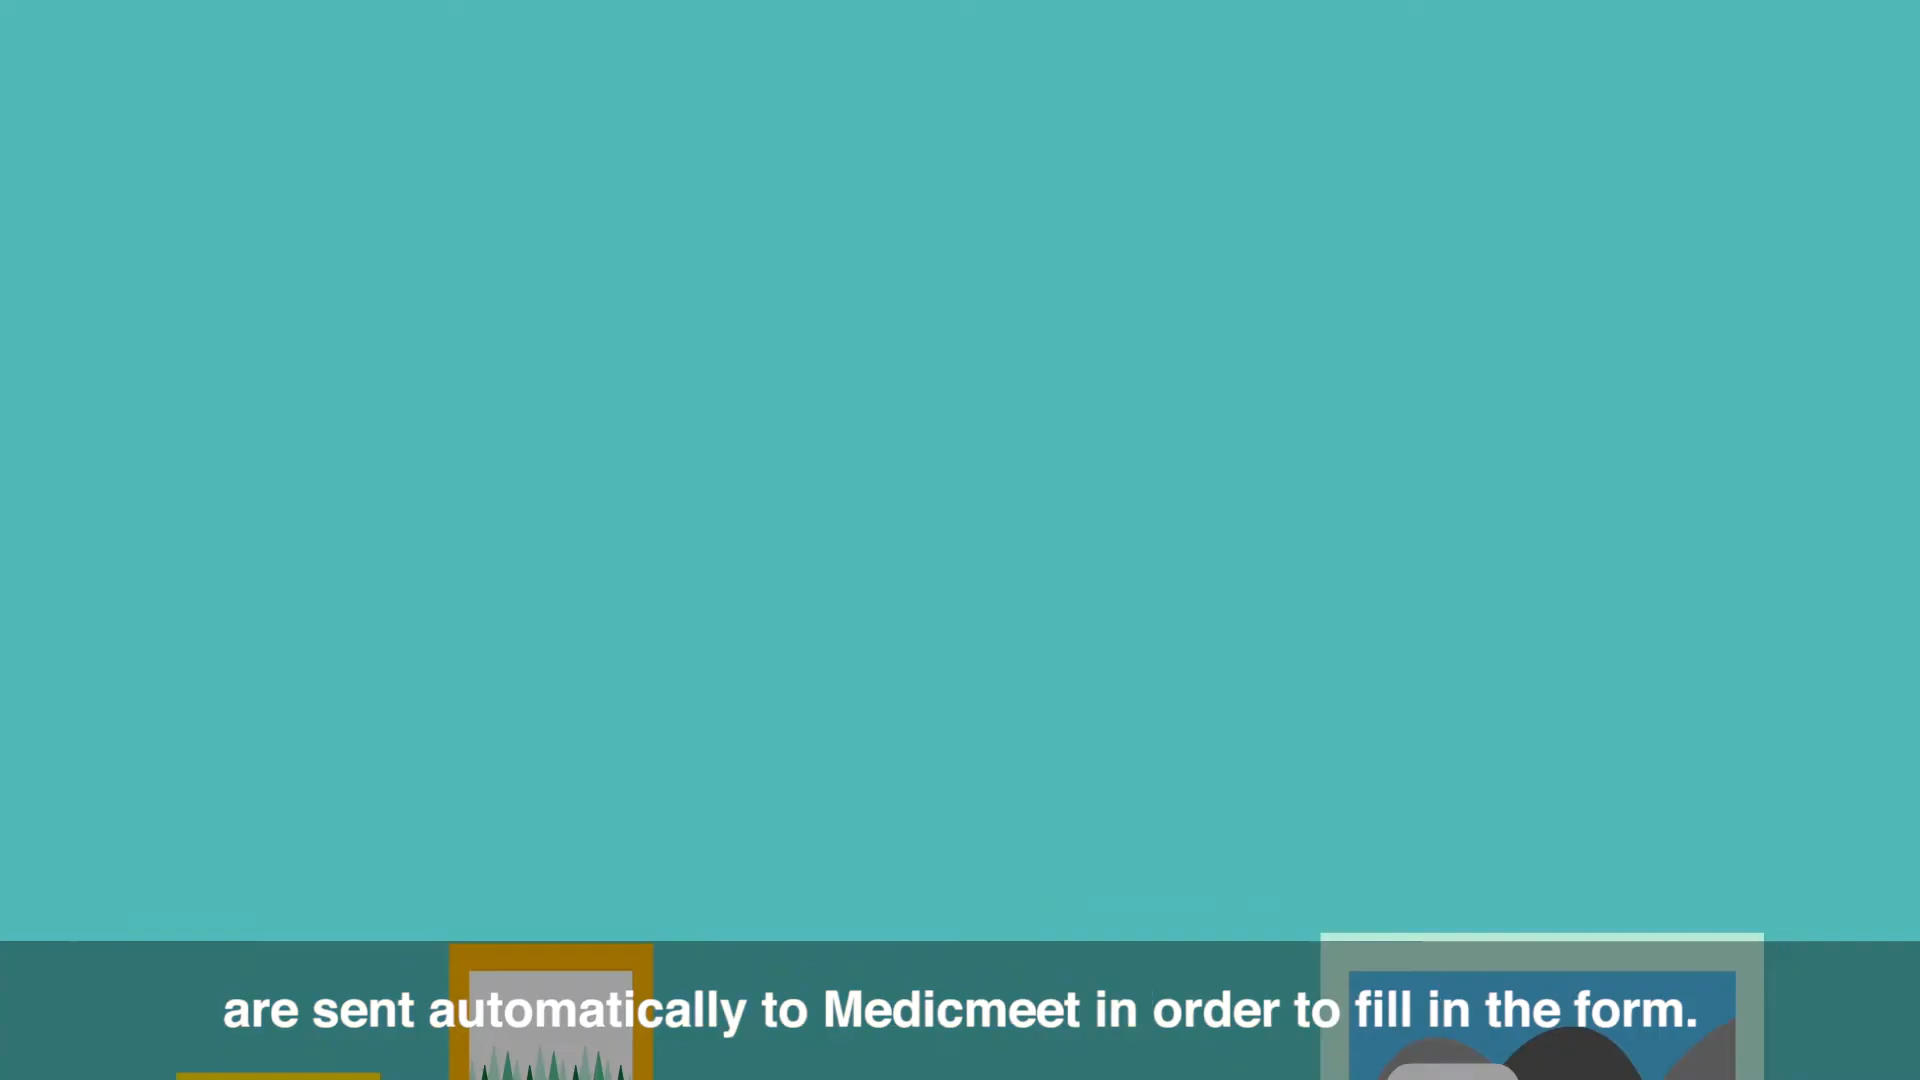 are sent automatically to Medicmeet in order to fill in the form.